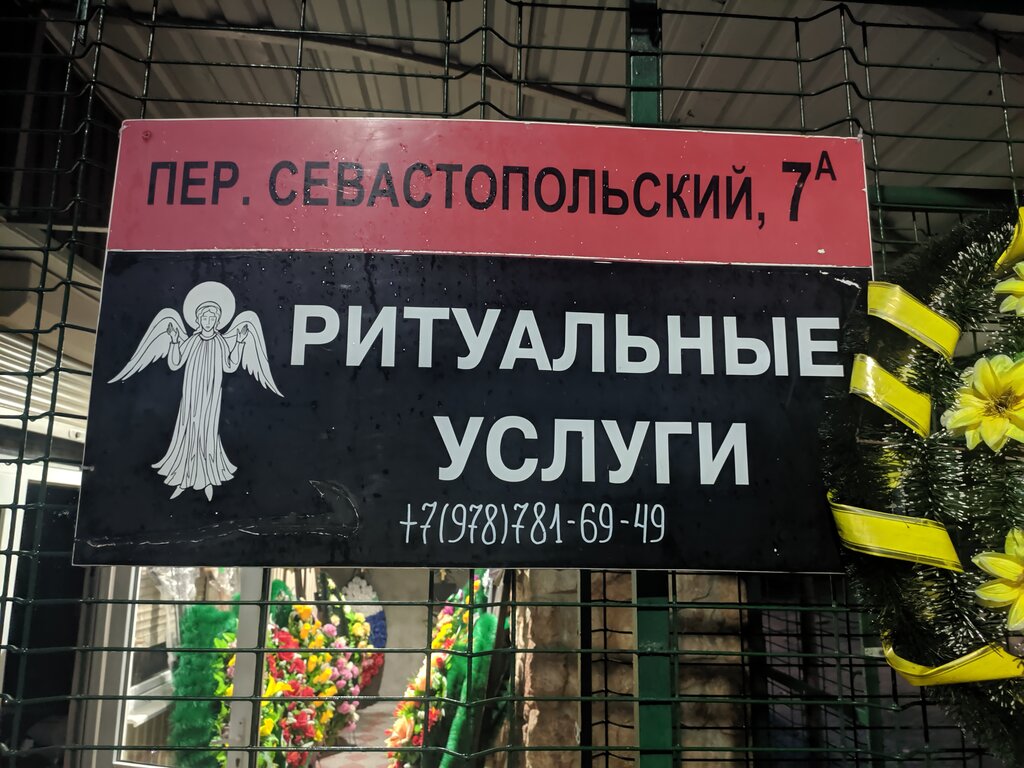 ПЕР. СЕВАСТОПОЛЬСКИЙ, 7А
РИТУАЛЬНЫЕ
УСЛУГИ
+7(978)781-69-49